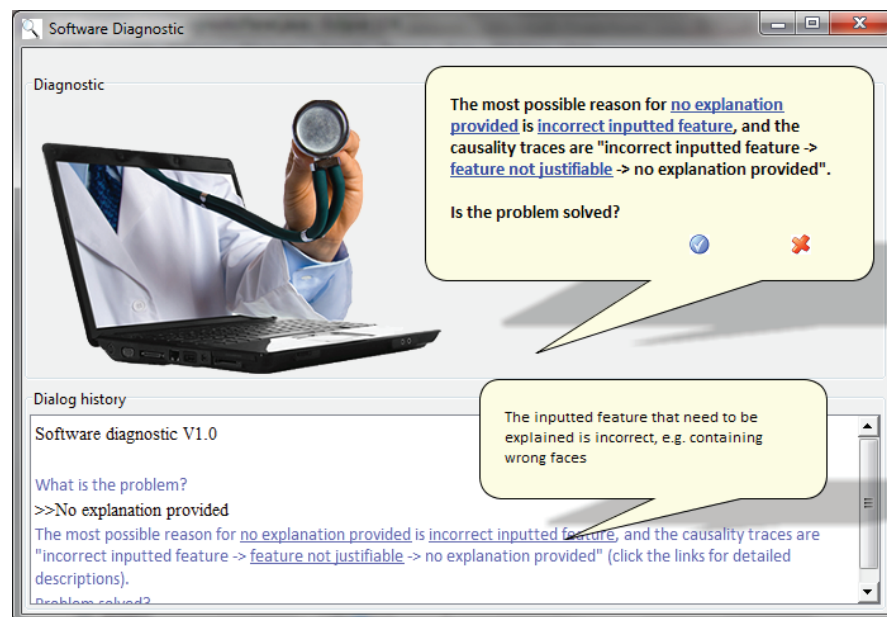 Software Diagnostic
Diagnostic
The most possible reason for no explanation
provided is incorrect inputted feature, and the
causality traces are "incorrect inputted feature ->
feature not justifiable -> no explanation provided".
Is the problem solved?
Dialog history
The inputted feature that need to be
explained is incorrect, e.g. containing
wrong faces
Software diagnostic V1.0
What is the problem?
>>No explanation provided
The most possible reason for no explanation provided is incorrect inputted feature, and the causality traces are
"incorrect inputted feature -> feature not justifiable -> no explanation provided" (click the links for detailed
descriptions).
Problem solved?